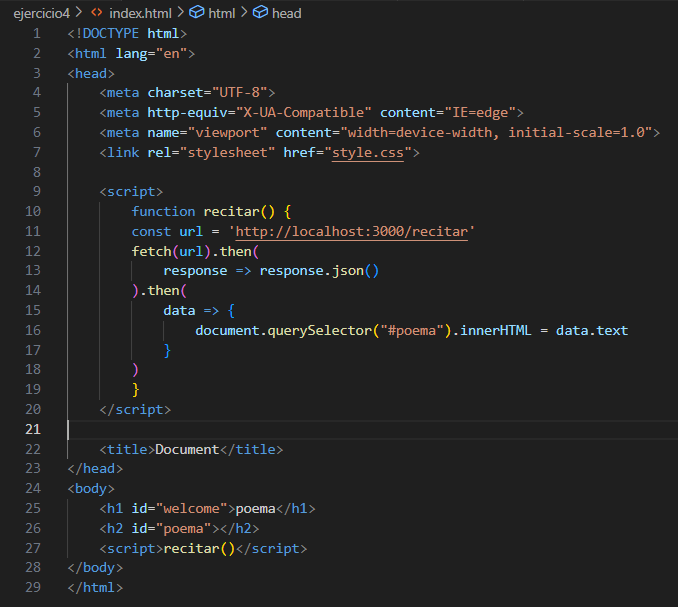 ejercicio4 > <> index.html > html > head
1 <!DOCTYPE html>
2 <html lang="en">
3 <head>
4     <meta charset="UTF-8">
5     <meta http-equiv="X-UA-Compatible" content="IE=edge">
6     <meta name="viewport" content="width=device-width, initial-scale=1.0">
7     <link rel="stylesheet" href="style.css">
8
9     <script>
10         function recitar() {
11         const url = 'http://localhost:3000/recitar'
12         fetch(url).then(
13             response => response.json()
14         ).then(
15             data => {
16                 document.querySelector("#poema").innerHTML = data.text
17             }
18         )
19         }
20     </script>
21
22     <title>Document</title>
23 </head>
24 <body>
25     <h1 id="welcome">poema</h1>
26     <h2 id="poema"></h2>
27     <script>recitar()</script>
28 </body>
29 </html>